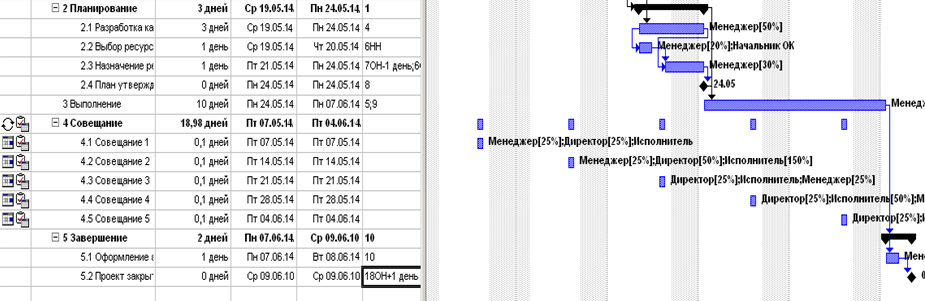 2 Планирование 3 дней Ср 19.05.14 Пн 24.05.14 1
2.1 Разработка ка 3 дней Ср 19.05.14 Пн 24.05.14 4 Менеджер[50%]
2.2 Выбор ресурс 1 день Ср 19.05.14 Чт 20.05.14 6НН Менеджер[20%];Начальник ОК
2.3 Назначение ре 1 день Пт 21.05.14 Пн 24.05.14 7ОН-1 день;6О Менеджер[30%]
2.4 План утвержд 0 дней Пн 24.05.14 Пн 24.05.14 8 24.05
3 Выполнение 10 дней Пн 24.05.14 Пн 07.06.14 5;9 Менедж
4 Совещание 18,98 дней Пт 07.05.14 Пт 04.06.14
4.1 Совещание 1 0,1 дней Пт 07.05.14 Пт 07.05.14 Менеджер[25%];Директор[25%];Исполнитель
4.2 Совещание 2 0,1 дней Пт 14.05.14 Пт 14.05.14 Менеджер[25%];Директор[50%];Исполнитель[150%]
4.3 Совещание 3 0,1 дней Пт 21.05.14 Пт 21.05.14 Директор[25%];Исполнитель;Менеджер[25%]
4.4 Совещание 4 0,1 дней Пт 28.05.14 Пт 28.05.14 Директор[25%];Исполнитель[50%];М
4.5 Совещание 5 0,1 дней Пт 04.06.14 Пт 04.06.14 Директор[25%];И
5 Завершение 2 дней Пн 07.06.14 Ср 09.06.10 10
5.1 Оформление 1 день Пн 07.06.14 Вт 08.06.14 10 Мене
5.2 Проект закрыт 0 дней Ср 09.06.10 Ср 09.06.10 18ОН+1 день